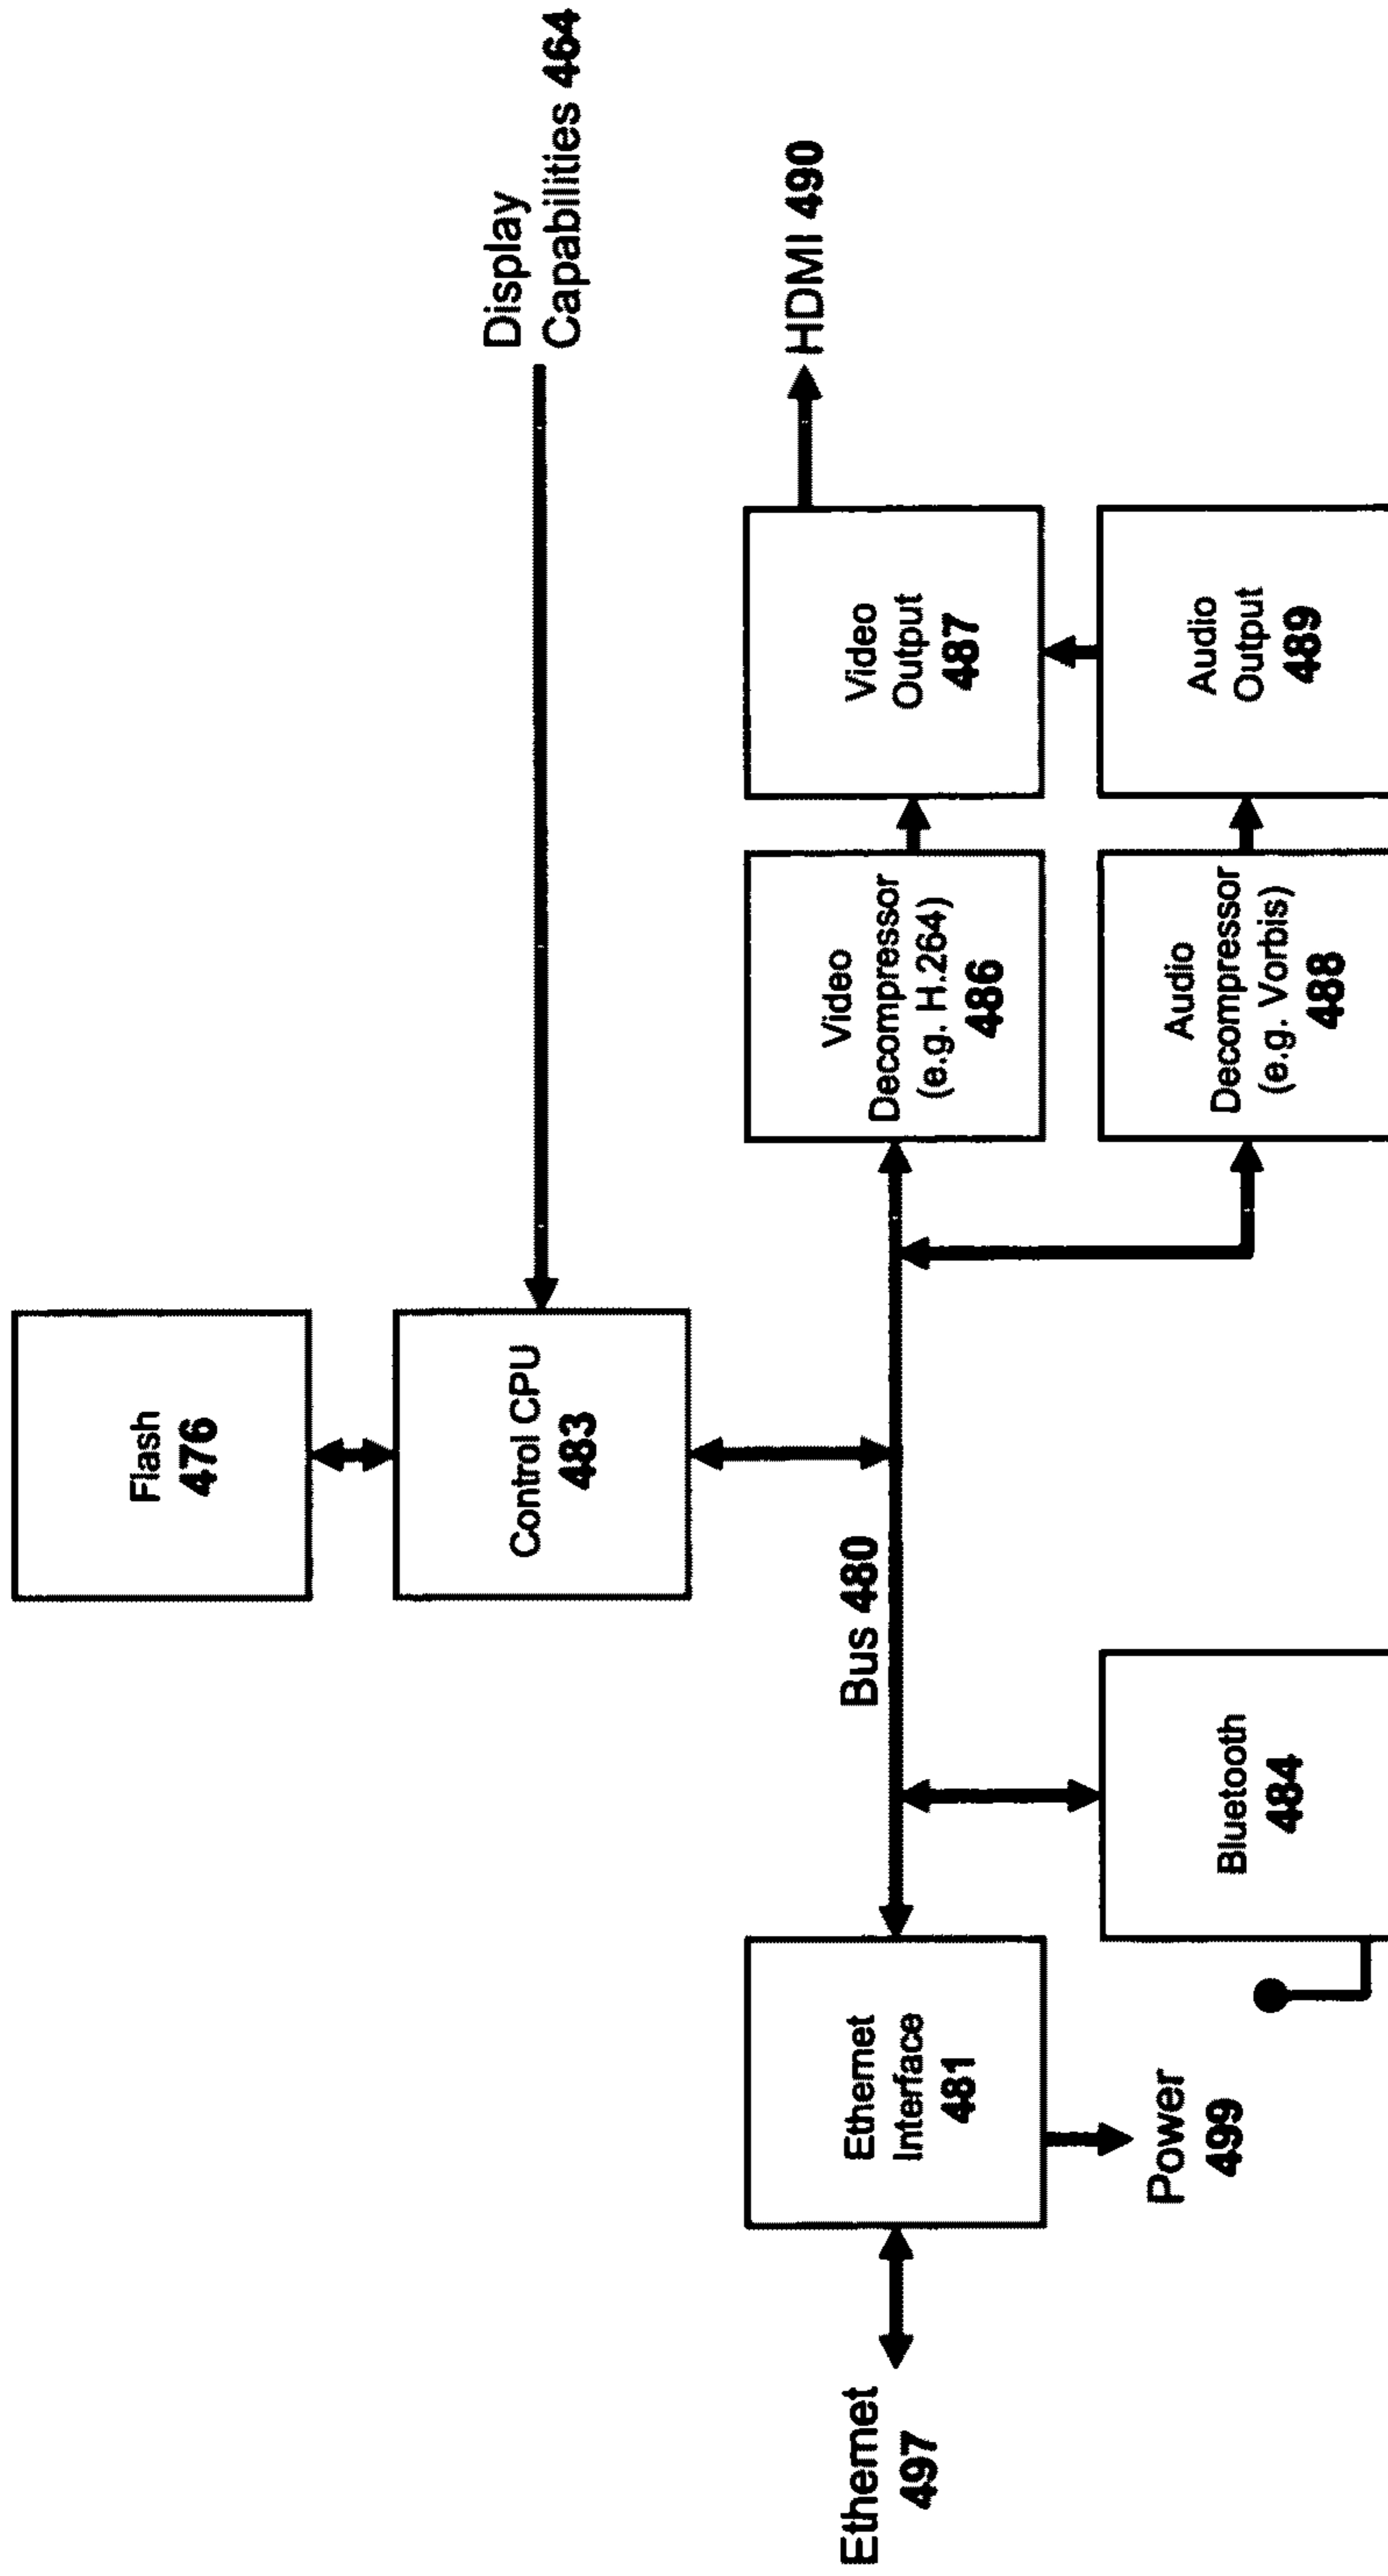 Flash
476
Display
Capabilities 464
Control CPU
483
Bus 480
HDMI 490
Ethernet
497
Ethernet
Interface
481
Video
Decompressor
(e.g. H.264)
486
Video
Output
487
Power
499
Bluetooth
484
Audio
Decompressor
(e.g. Vorbis)
488
Audio
Output
489